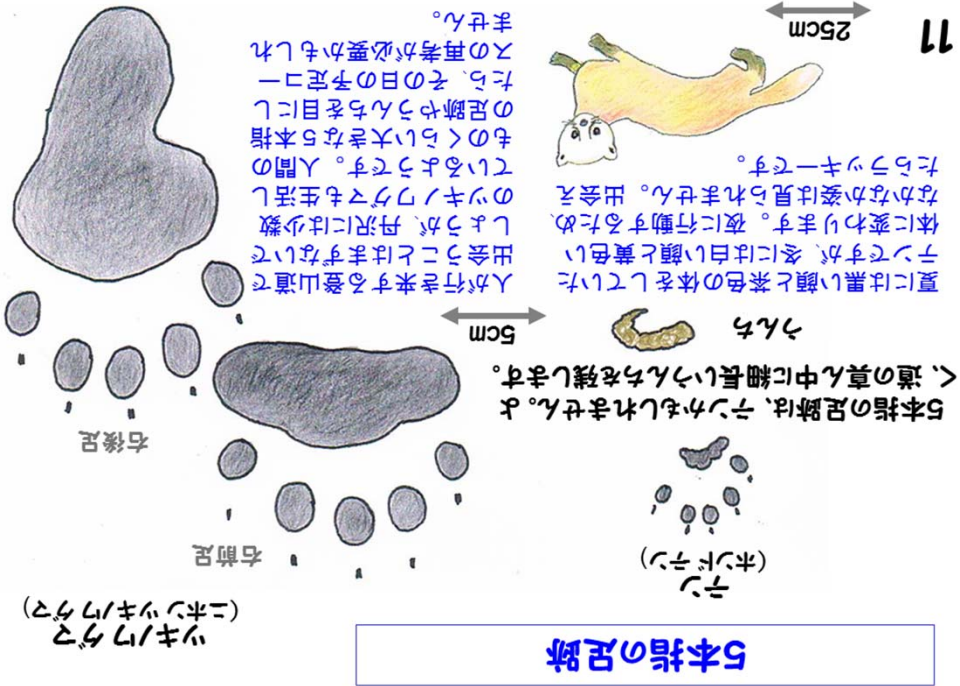 5本指の足跡
テン
(ホンドテン)
5本指の足跡は、テンかもしれません。よ
く、道の真ん中に細長いうんちを残します。
うんち
夏には黒い顔と茶色の体をしていた
テンですが、冬には白い顔と黄色い
体に変わります。夜に行動するため、
なかなか姿は見られません。出会え
たらラッキーです。
25cm
ツキノワグマ
(ニホンツキノワグマ)
右前足
右後足
5cm
人が行き来する登山道で
出会うことはまずないで
しょうが、丹沢には少数
のツキノワグマも生活し
ているようです。人間の
ものくらい大きな5本指
の足跡やうんちを目にし
たら、その日の予定コー
スの再考が必要かもしれ
ません。
11